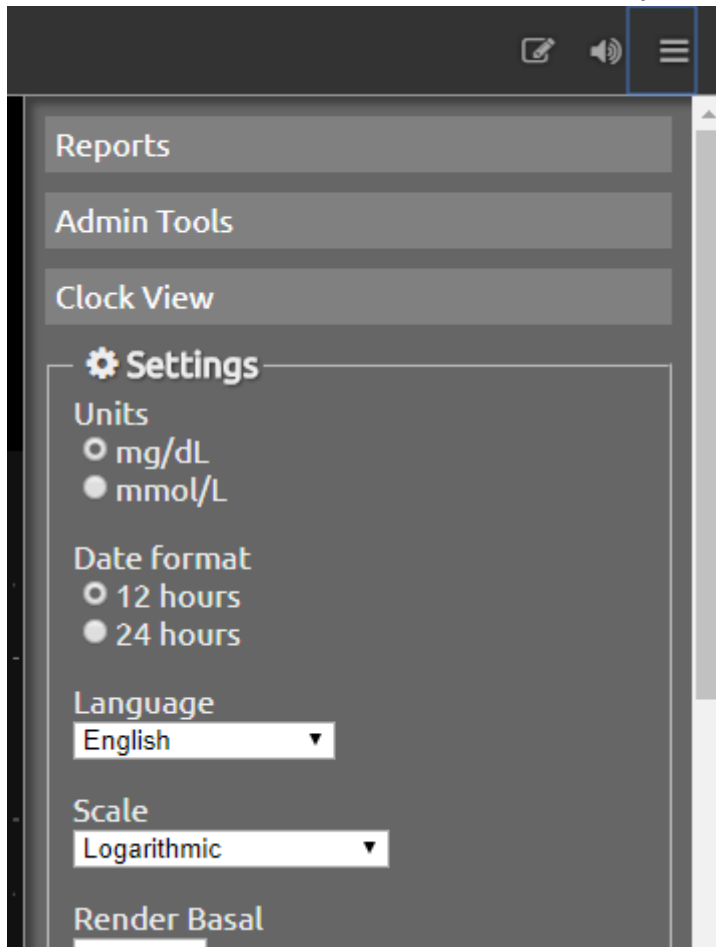 Reports
Admin Tools
Clock View
Settings
Units
mg/dL
mmol/L
Date format
12 hours
24 hours
Language
English
Scale
Logarithmic
Render Basal